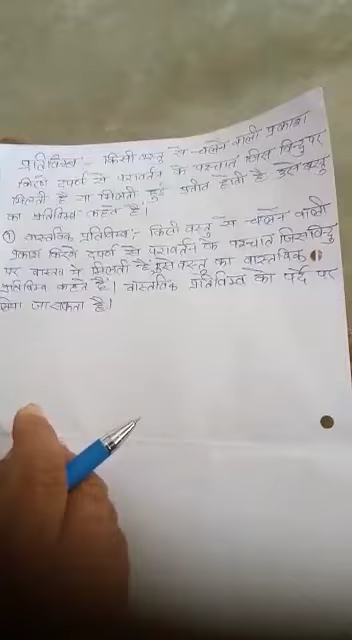 प्रतिबिम्ब :- किसी वस्तु से चलने वाली प्रकाश
किरणें दर्पण से परावर्तन के पश्चात जिस बिन्दु पर
मिलती है या मिलती हुई प्रतीत होती है उसे वस्तु
का प्रतिबिम्ब कहते है।
① वास्तविक प्रतिबिम्ब:- किसी वस्तु से चलने वाली
प्रकाश किरणें दर्पण से परावर्तन के पश्चात जिस बिन्दु
पर वास्तव में मिलती है उस वस्तु का वास्तविक
प्रतिबिम्ब कहते है। वास्तविक प्रतिबिम्ब को पर्दे पर
लिया जा सकता है।